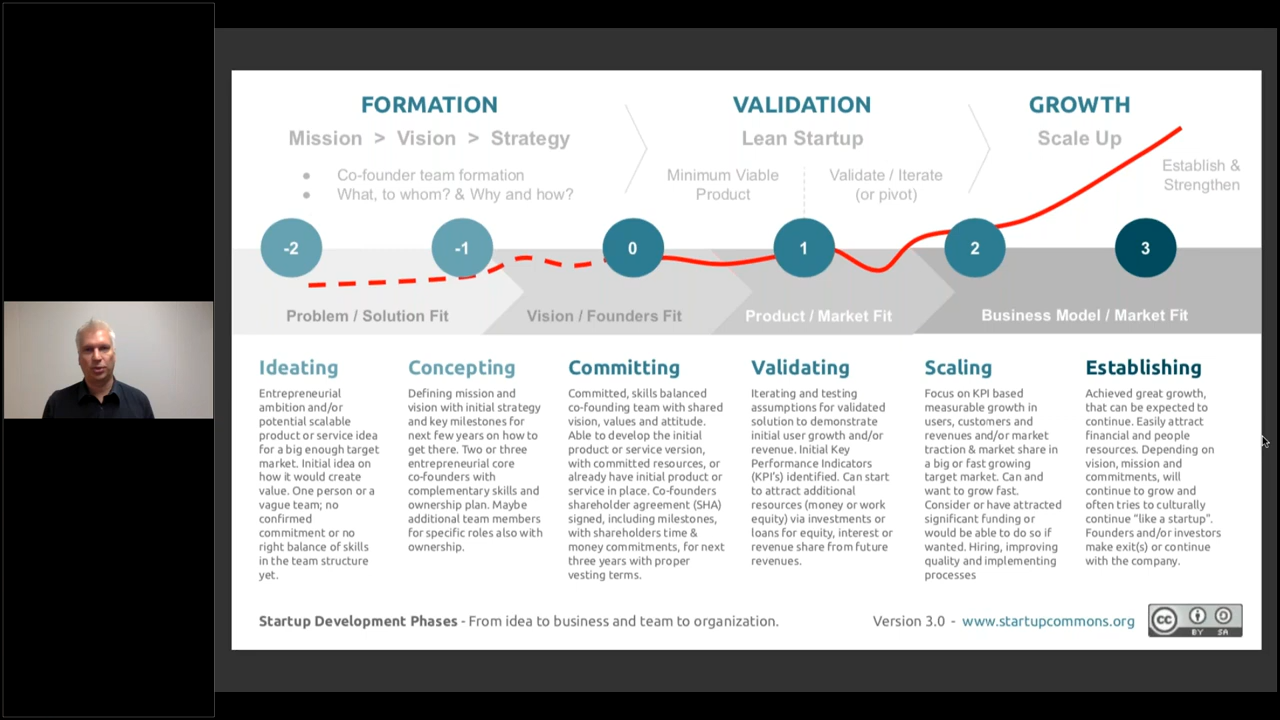 FORMATION
Mission > Vision > Strategy
● Co-founder team formation
● What, to whom? & Why and how?
VALIDATION
Lean Startup
Minimum Viable
Product
Validate / Iterate
(or pivot)
GROWTH
Scale Up
Establish &
Strengthen
-2
-1
0
1
2
3
Problem / Solution Fit
Vision / Founders Fit
Product / Market Fit
Business Model / Market Fit
Ideating
Entrepreneurial
ambition and/or
potential scalable
product or service idea
for a big enough target
market. Initial idea on
how it would create
value. One person or a
vague team; no
confirmed
commitment or no
right balance of skills
in the team structure
yet.
Concepting
Defining mission and
vision with initial strategy
and key milestones for
next few years on how to
get there. Two or three
entrepreneurial core
co-founders with
complementary skills and
ownership plan. Maybe
additional team members
for specific roles also with
ownership.
Committing
Committed, skills balanced
co-founding team with shared
vision, values and attitude.
Able to develop the initial
product or service version,
with committed resources, or
already have initial product or
service in place. Co-founders
shareholder agreement (SHA)
signed, including milestones,
with shareholders time &
money commitments, for next
three years with proper
vesting terms.
Validating
Iterating and testing
assumptions for validated
solution to demonstrate
initial user growth and/or
revenue. Initial Key
Performance Indicators
(KPI's) identified. Can start
to attract additional
resources (money or work
equity) via investments or
loans for equity, interest or
revenue share from future
revenues.
Scaling
Focus on KPI based
measurable growth in
users, customers and
revenues and/or market
traction & market share in
a big or fast growing
target market. Can and
want to grow fast.
Consider or have attracted
significant funding or
would be able to do so if
wanted. Hiring, improving
quality and implementing
processes
Establishing
Achieved great growth,
that can be expected to
continue. Easily attract
financial and people
resources. Depending on
vision, mission and
commitments, will
continue to grow and
often tries to culturally
continue “like a startup”.
Founders and/or investors
make exit(s) or continue
with the company.
Startup Development Phases - From idea to business and team to organization.
Version 3.0 - www.startupcommons.org
cc BY SA